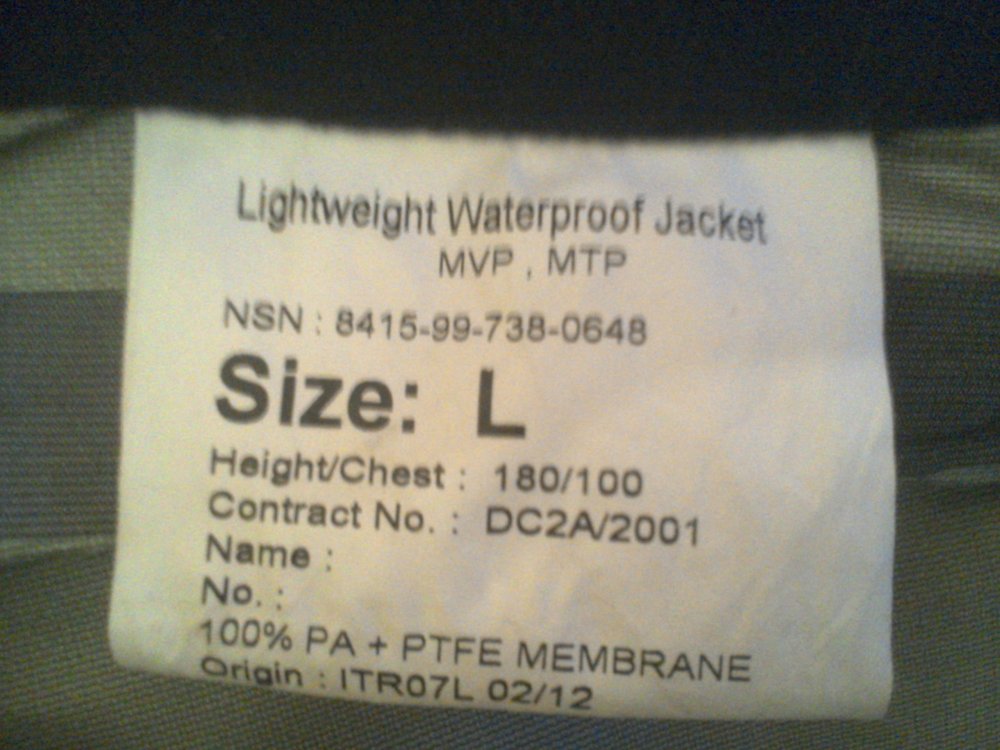 Lightweight Waterproof Jacket
MVP , MTP
NSN : 8415-99-738-0648
Size: L
Height/Chest : 180/100
Contract No. : DC2A/2001
Name :
No. :
100% PA + PTFE MEMBRANE
Origin : ITR07L 02/12